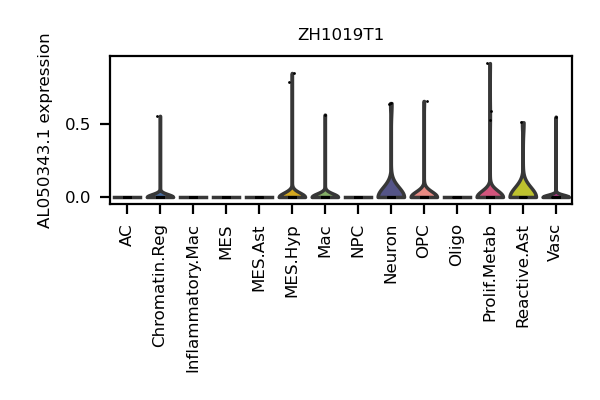 ZH1019T1
AL050343.1 expression
0.5
0.0
AC
Chromatin.Reg
Inflammatory.Mac
MES
MES.Ast
MES.Hyp
Mac
NPC
Neuron
OPC
Oligo
Prolif.Metab
Reactive.Ast
Vasc